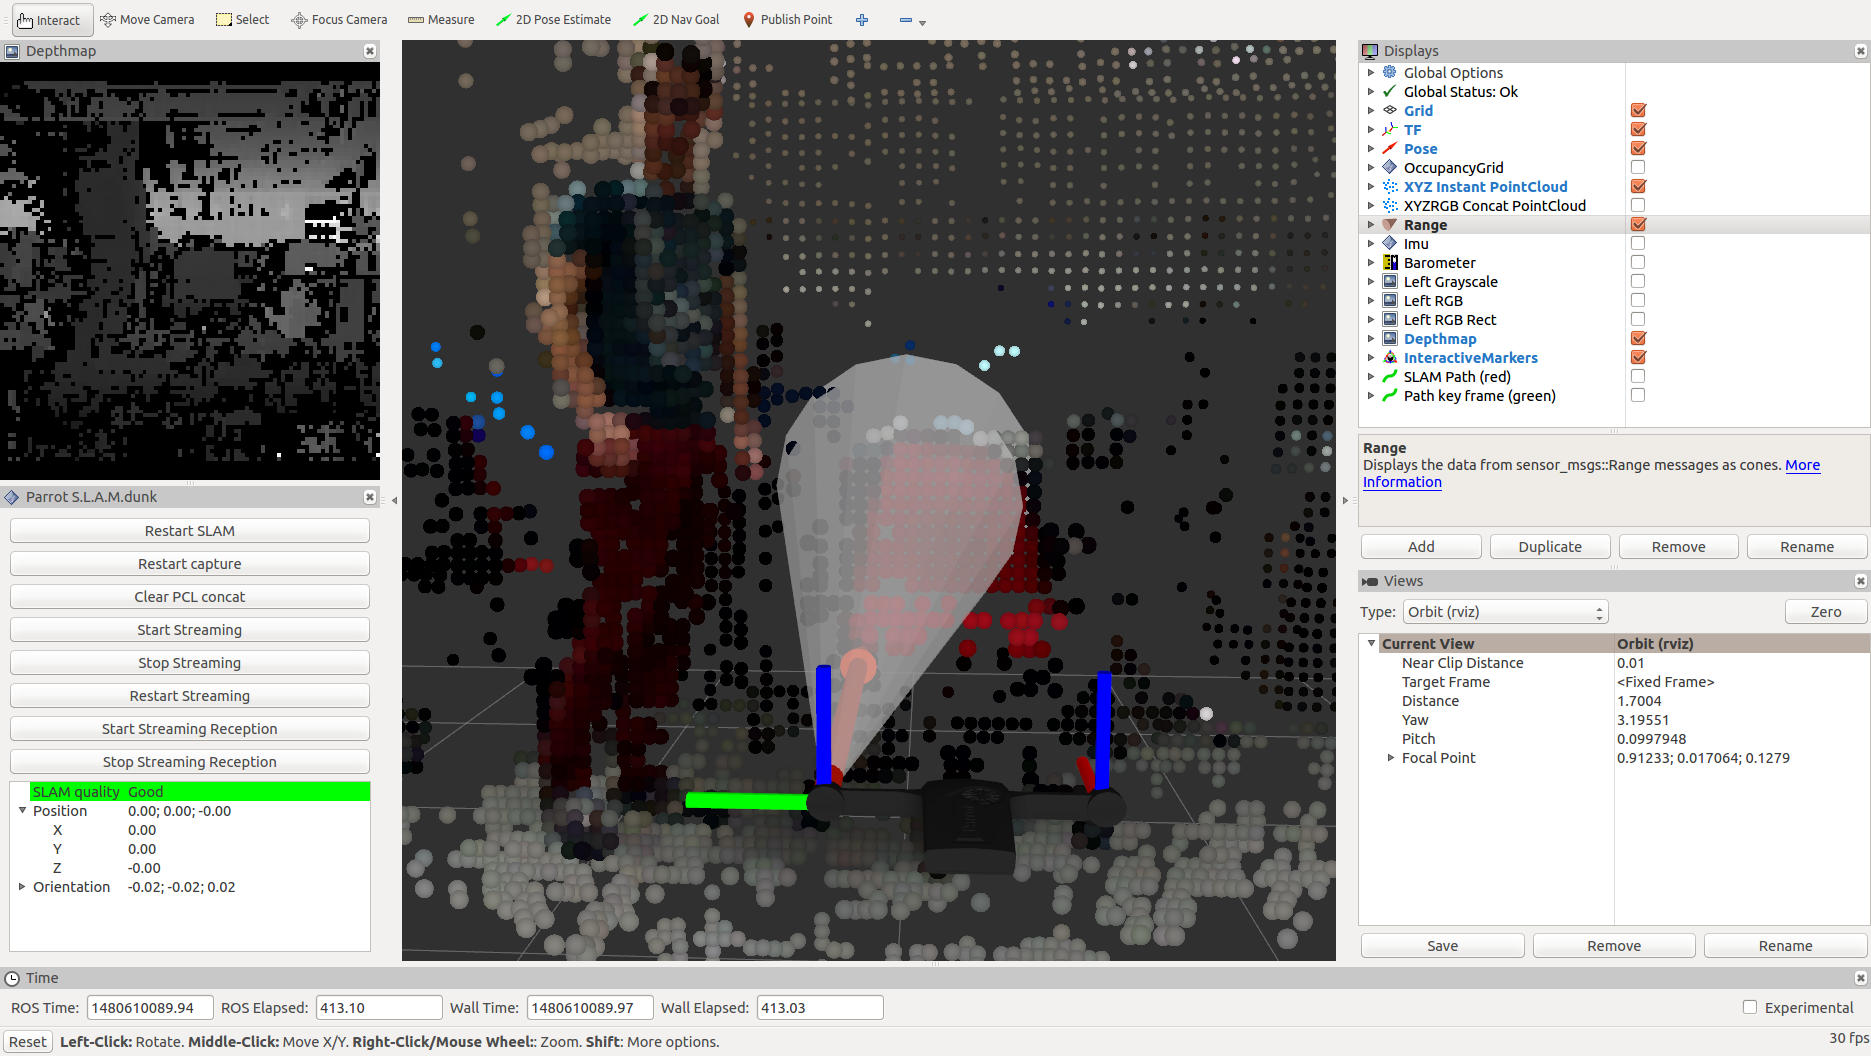 Interact Move Camera Select Focus Camera Measure 2D Pose Estimate 2D Nav Goal Publish Point
Depthmap
Parrot S.L.A.M.dunk
Restart SLAM
Restart capture
Clear PCL concat
Start Streaming
Stop Streaming
Restart Streaming
Start Streaming Reception
Stop Streaming Reception
SLAM quality Good
Position 0.00; 0.00; -0.00
X 0.00
Y 0.00
Z -0.00
Orientation -0.02; -0.02; 0.02
Displays
Global Options
Global Status: Ok
Grid
TF
Pose
OccupancyGrid
XYZ Instant PointCloud
XYZRGB Concat PointCloud
Range
Imu
Barometer
Left Grayscale
Left RGB
Left RGB Rect
Depthmap
InteractiveMarkers
SLAM Path (red)
Path key frame (green)
Range
Displays the data from sensor_msgs::Range messages as cones. More
Information
Add Duplicate Remove Rename
Views
Type: Orbit (rviz) Zero
Current View Orbit (rviz)
Near Clip Distance 0.01
Target Frame <Fixed Frame>
Distance 1.7004
Yaw 3.19551
Pitch 0.0997948
Focal Point 0.91233; 0.017064; 0.1279
Save Remove Rename
Time
ROS Time: 1480610089.94 ROS Elapsed: 413.10 Wall Time: 1480610089.97 Wall Elapsed: 413.03 Experimental
Reset Left-Click: Rotate. Middle-Click: Move X/Y. Right-Click/Mouse Wheel:: Zoom. Shift: More options. 30 fps